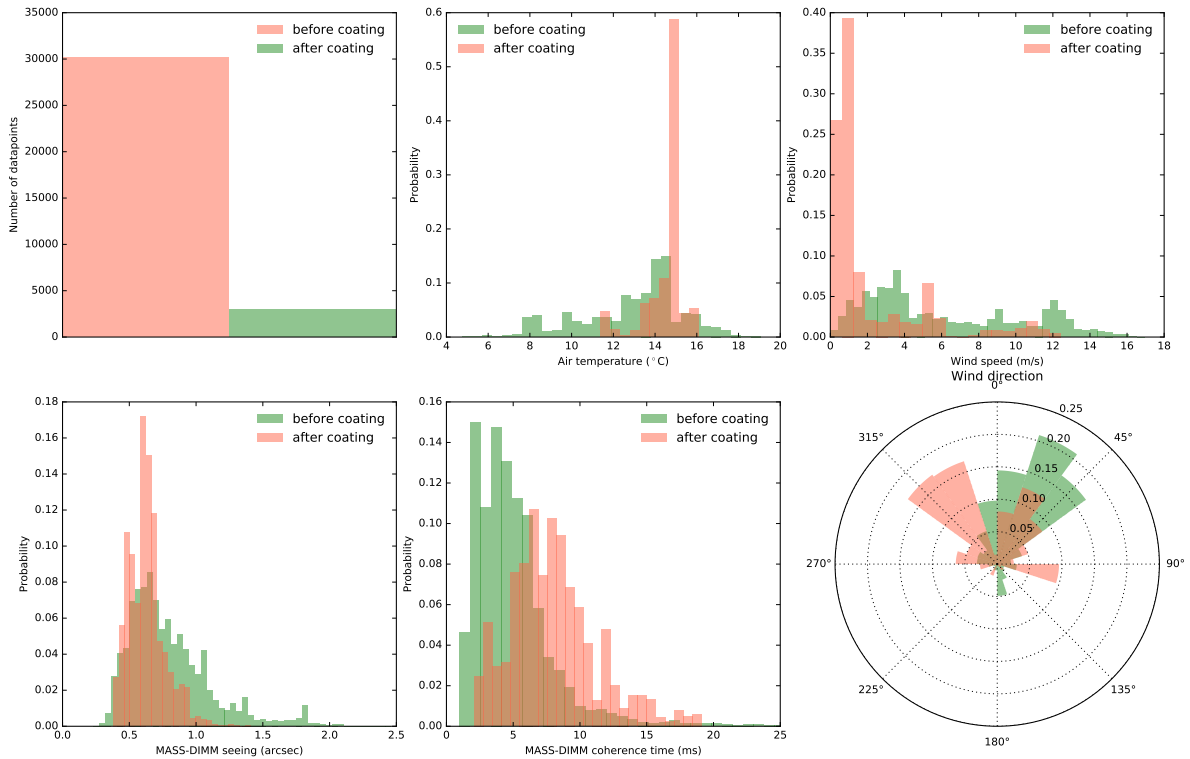 35000
30000
25000
20000
15000
10000
5000
0
Number of datapoints
before coating
after coating
0.6
0.5
0.4
0.3
0.2
0.1
0.0
Probability
before coating
after coating
4 6 8 10 12 14 16 18 20
Air temperature (°C)
0.40
0.35
0.30
0.25
0.20
0.15
0.10
0.05
0.00
Probability
before coating
after coating
0 2 4 6 8 10 12 14 16 18
Wind speed (m/s)
0.18
0.16
0.14
0.12
0.10
0.08
0.06
0.04
0.02
0.00
Probability
before coating
after coating
0.0 0.5 1.0 1.5 2.0 2.5
MASS-DIMM seeing (arcsec)
0.16
0.14
0.12
0.10
0.08
0.06
0.04
0.02
0.00
Probability
before coating
after coating
0 5 10 15 20 25
MASS-DIMM coherence time (ms)
Wind direction
0°
0.25
315°
0.20
45°
0.15
0.10
0.05
270°
90°
225°
135°
180°